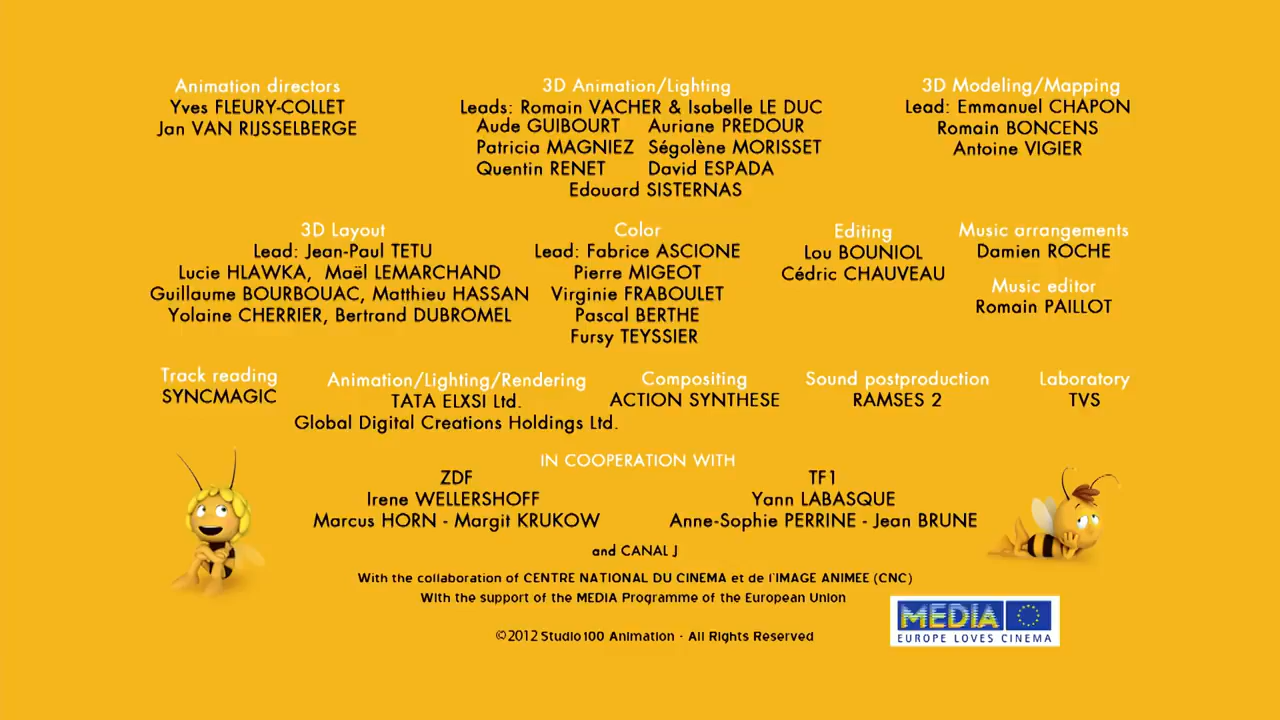 Animation directors
Yves FLEURY-COLLET
Jan VAN RIJSSELBERGE
3D Animation/Lighting
Leads: Romain VACHER & Isabelle LE DUC
Aude GUIBOURT Auriane PREDOUR
Patricia MAGNIEZ Ségolène MORISSET
Quentin RENET David ESPADA
Edouard SISTERNAS
3D Modeling/Mapping
Lead: Emmanuel CHAPON
Romain BONCENS
Antoine VIGIER
3D Layout
Lead: Jean-Paul TETU
Lucie HLAWKA, Maël LEMARCHAND
Guillaume BOURBOUAC, Matthieu HASSAN
Yolaine CHERRIER, Bertrand DUBROMEL
Color
Lead: Fabrice ASCIONE
Pierre MIGEOT
Virginie FRABOULET
Pascal BERTHE
Fursy TEYSSIER
Editing
Lou BOUNIOL
Cédric CHAUVEAU
Music arrangements
Damien ROCHE
Music editor
Romain PAILLOT
Track reading
SYNCMAGIC
Animation/Lighting/Rendering
TATA ELXSI Ltd.
Global Digital Creations Holdings Ltd.
Compositing
ACTION SYNTHESE
Sound postproduction
RAMSES 2
Laboratory
TVS
IN COOPERATION WITH
ZDF
Irene WELLERSHOFF
Marcus HORN - Margit KRUKOW
TF1
Yann LABASQUE
Anne-Sophie PERRINE - Jean BRUNE
and CANAL J
With the collaboration of CENTRE NATIONAL DU CINEMA et de l'IMAGE ANIMEE (CNC)
With the support of the MEDIA Programme of the European Union
©2012 Studio100 Animation · All Rights Reserved
MEDIA
EUROPE LOVES CINEMA